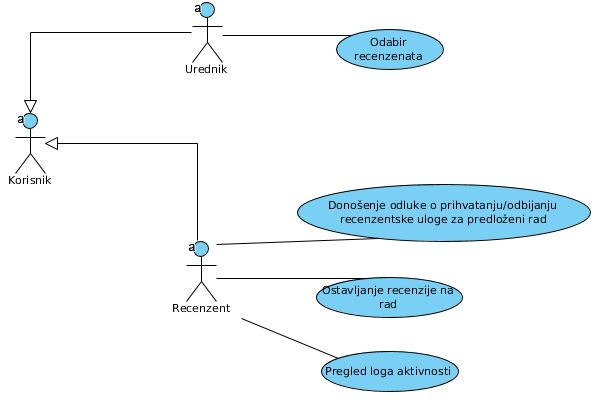 a
Urednik
Odabir
recenzenata
a
Korisnik
Donošenje odluke o prihvatanju/odbijanju
recenzentske uloge za predloženi rad
a
Recenzent
Ostavljanje recenzije na
rad
Pregled loga aktivnosti